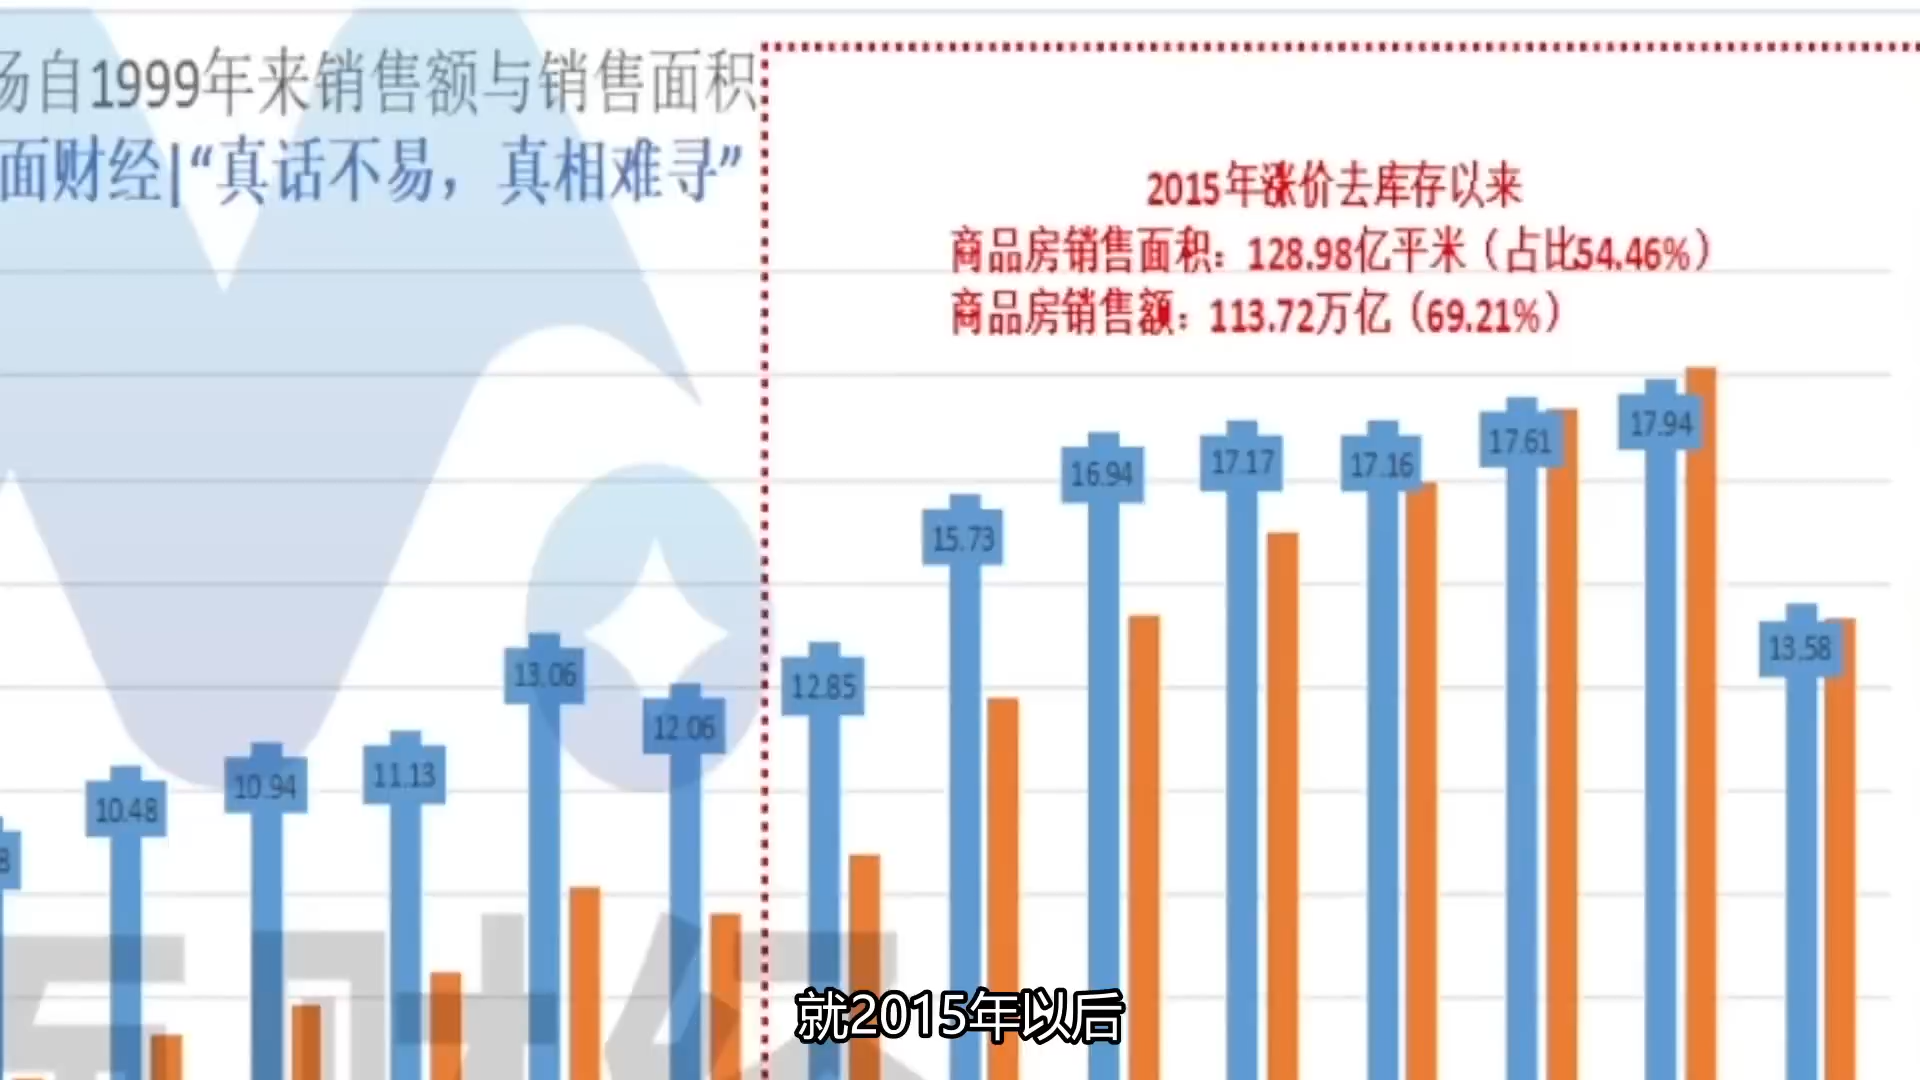 场自1999年来销售额与销售面积
面财经|“真话不易，真相难寻”
2015年涨价去库存以来
商品房销售面积：128.98亿平米（占比54.46%）
商品房销售额：113.72万亿（69.21%）
8
10.48
10.94
11.13
13.06
12.06
12.85
15.73
16.94
17.17
17.16
17.61
17.94
13.58
就2015年以后